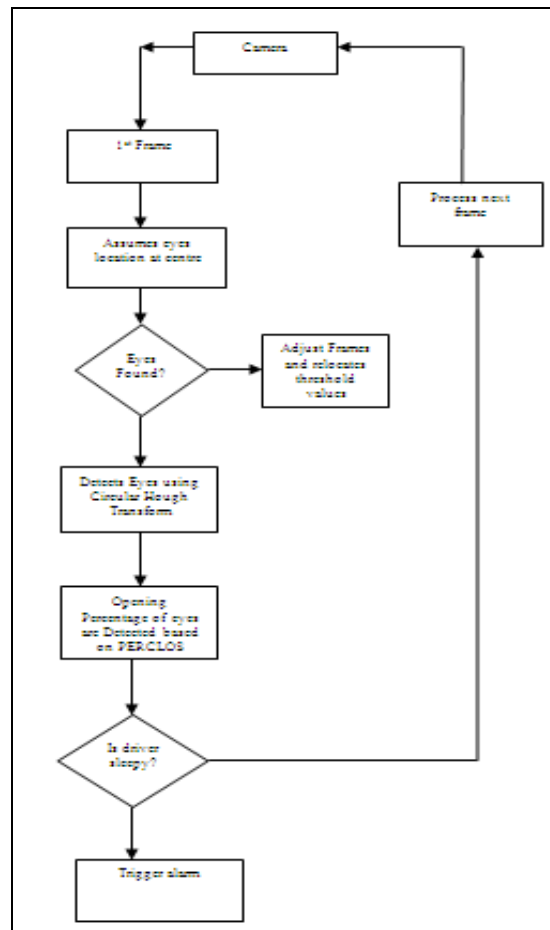 Camera
1st Frame
Process next
frame
Assumes eyes
location at centre
Eyes
Found?
Adjust Frames
and relocates
threshold
values
Detects Eyes using
Circular Hough
Transform
Opening
Percentage of eyes
are Detected based
on PERCLOS
Is driver
sleepy?
Trigger alarm